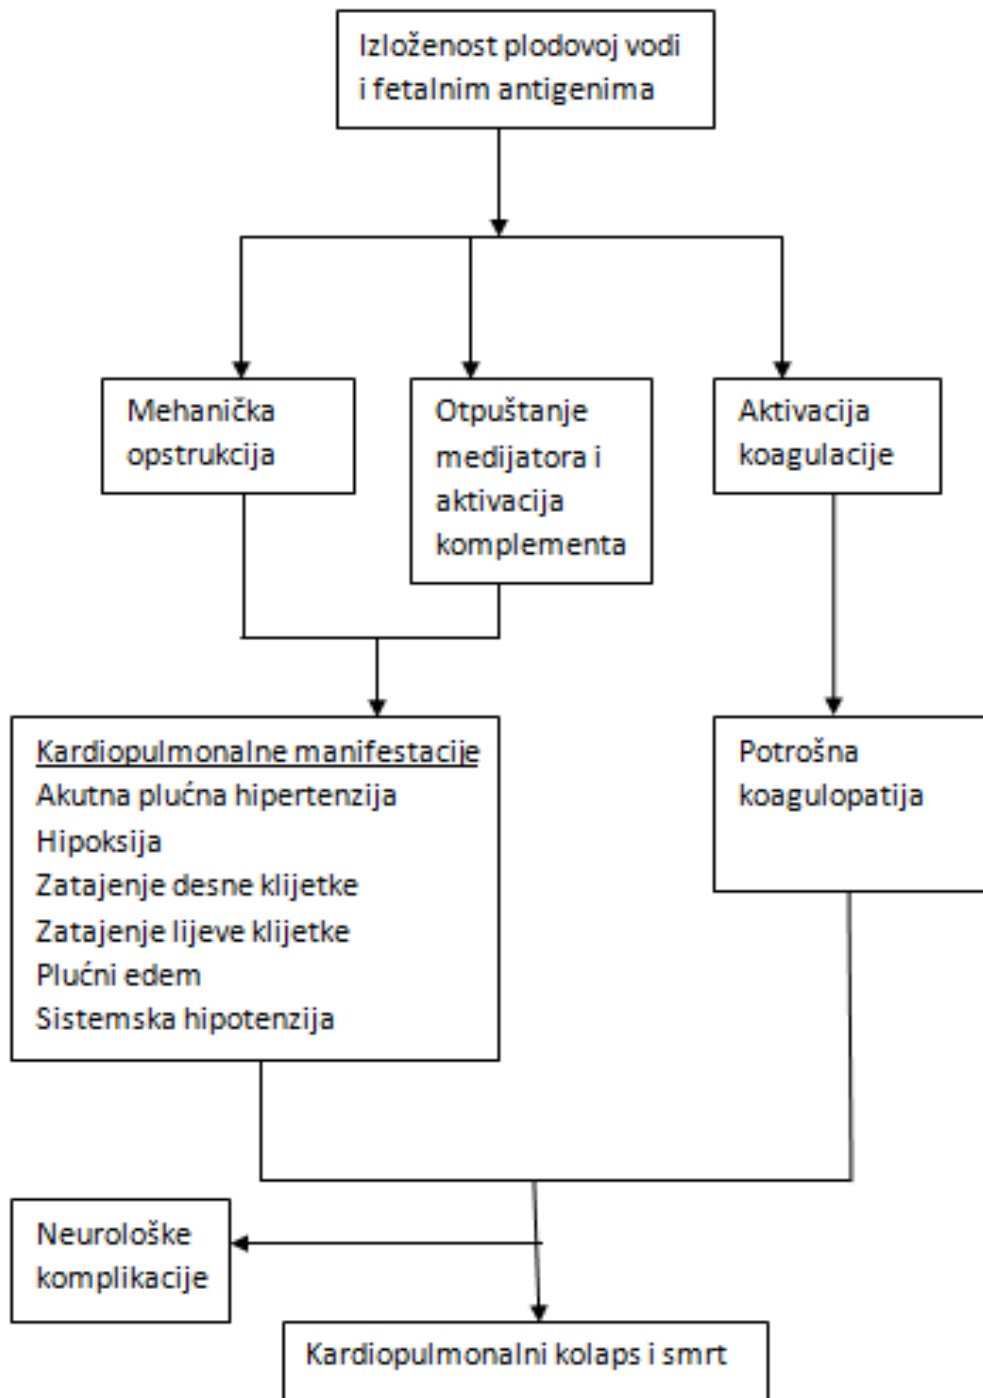 Izloženost plodovoj vodi
i fetalnim antigenima
Mehanička
opstrukcija
Otpuštanje
medijatora i
aktivacija
komplementa
Aktivacija
koagulacije
Kardiopulmonalne manifestacije
Akutna plućna hipertenzija
Hipoksija
Zatajenje desne klijetke
Zatajenje lijeve klijetke
Plućni edem
Sistemska hipotenzija
Potrošna
koagulopatija
Neurološke
komplikacije
Kardiopulmonalni kolaps i smrt